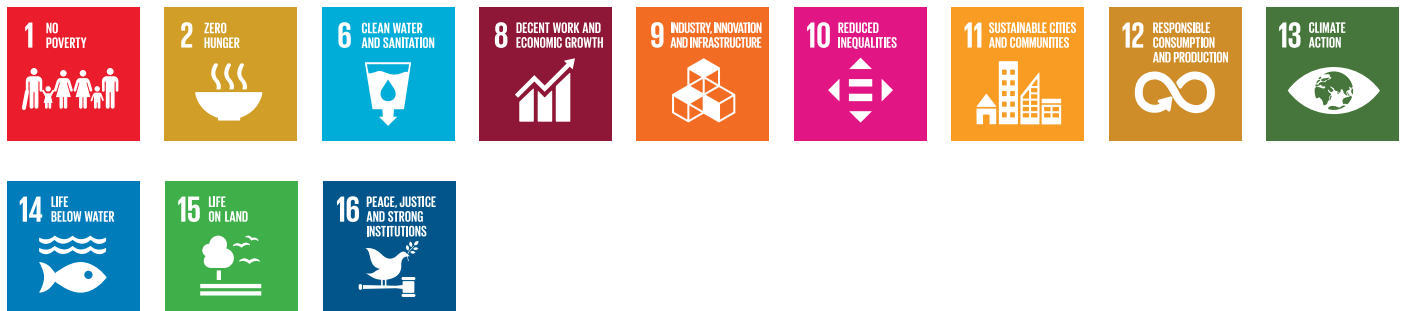 1 NO
POVERTY
2 ZERO
HUNGER
6 CLEAN WATER
AND SANITATION
8 DECENT WORK AND
ECONOMIC GROWTH
9 INDUSTRY, INNOVATION
AND INFRASTRUCTURE
10 REDUCED
INEQUALITIES
11 SUSTAINABLE CITIES
AND COMMUNITIES
12 RESPONSIBLE
CONSUMPTION
AND PRODUCTION
13 CLIMATE
ACTION
14 LIFE
BELOW WATER
15 LIFE
ON LAND
16 PEACE, JUSTICE
AND STRONG
INSTITUTIONS